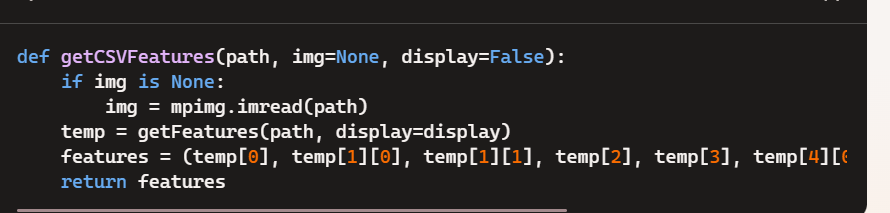 def getCSVFeatures(path, img=None, display=False):
    if img is None:
        img = mpimg.imread(path)
    temp = getFeatures(path, display=display)
    features = (temp[0], temp[1][0], temp[1][1], temp[2], temp[3], temp[4][0
    return features